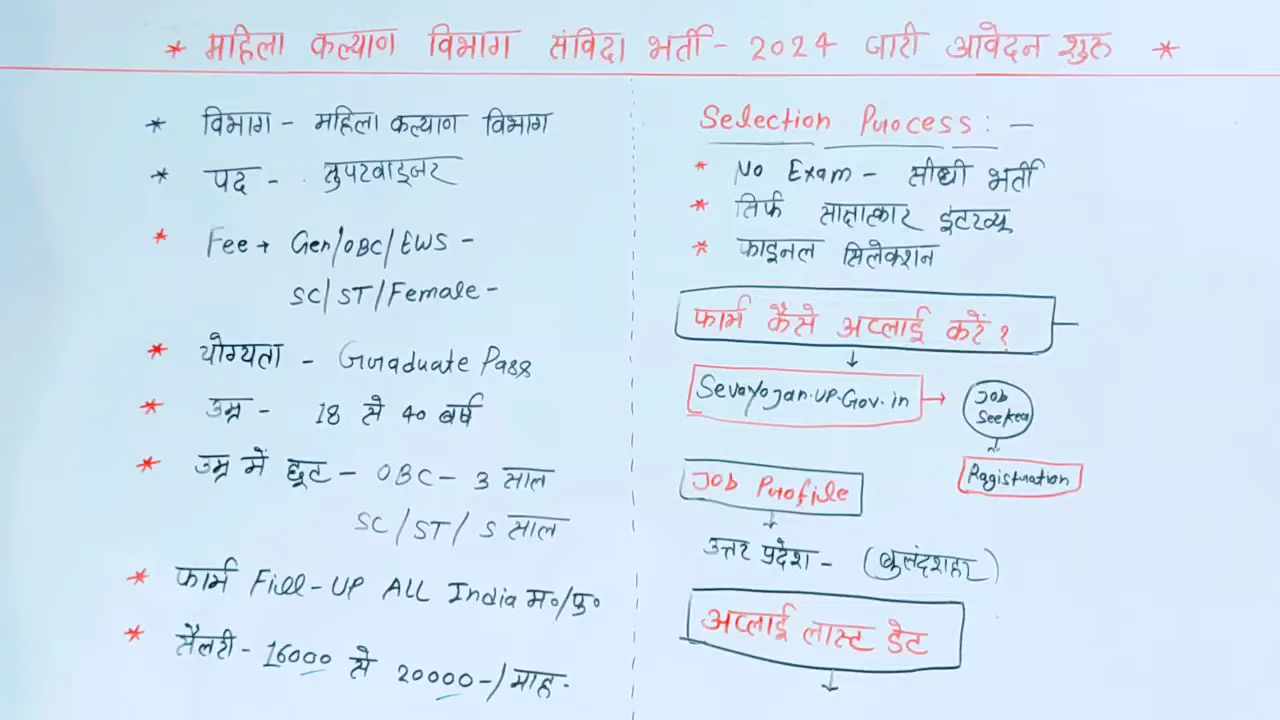 * महिला कल्याण विभाग संविदा भर्ती - 2024 जारी आवेदन शुरु *
* विभाग - महिला कल्याण विभाग
* पद - सुपरवाइजर
* Fee → Gen/OBC/EWS -
SC/ST/Female -
* योग्यता - Graduate Pass
* उम्र - 18 से 40 वर्ष
* उम्र में छूट - OBC - 3 साल
SC/ST/ 5 साल
* फार्म Fill-UP ALL India म०/पु०
* सैलरी - 16000 से 20000-/माह.
Selection Process: -
* No Exam - सीधी भर्ती
* सिर्फ साक्षात्कार इंटरव्यू
* फाइनल सिलेक्शन
फार्म कैसे अप्लाई करें?
Sevayojan.UP.Gov.in → Job Seeker
Ragistration
Job Profile
उत्तर प्रदेश - (बुलंदशहर)
अप्लाई लास्ट डेट